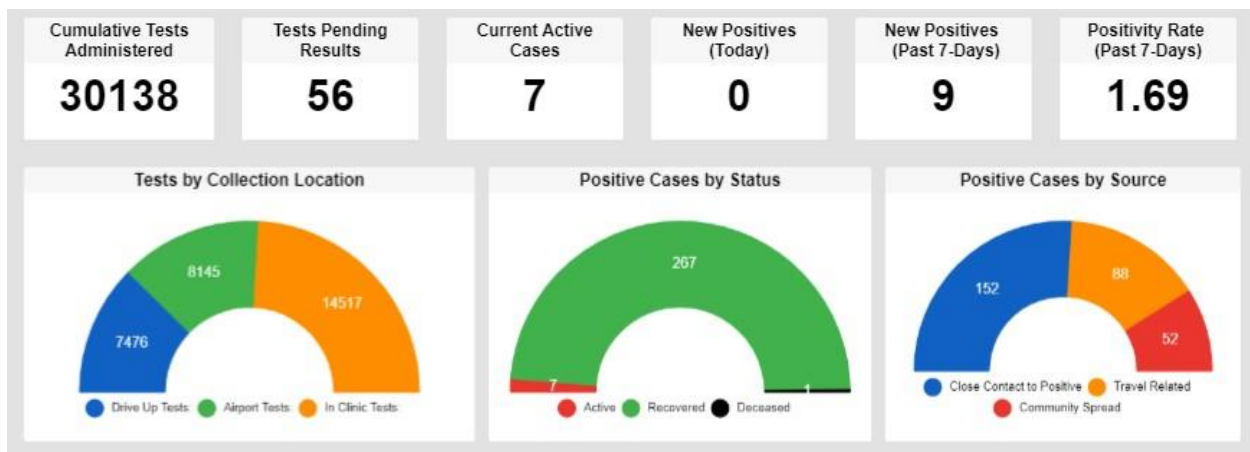 Cumulative Tests
Administered
30138
Tests Pending
Results
56
Current Active
Cases
7
New Positives
(Today)
0
New Positives
(Past 7-Days)
9
Positivity Rate
(Past 7-Days)
1.69
Tests by Collection Location
7476
8145
14517
Drive Up Tests
Airport Tests
In Clinic Tests
Positive Cases by Status
7
267
1
Active
Recovered
Deceased
Positive Cases by Source
152
88
52
Close Contact to Positive
Travel Related
Community Spread